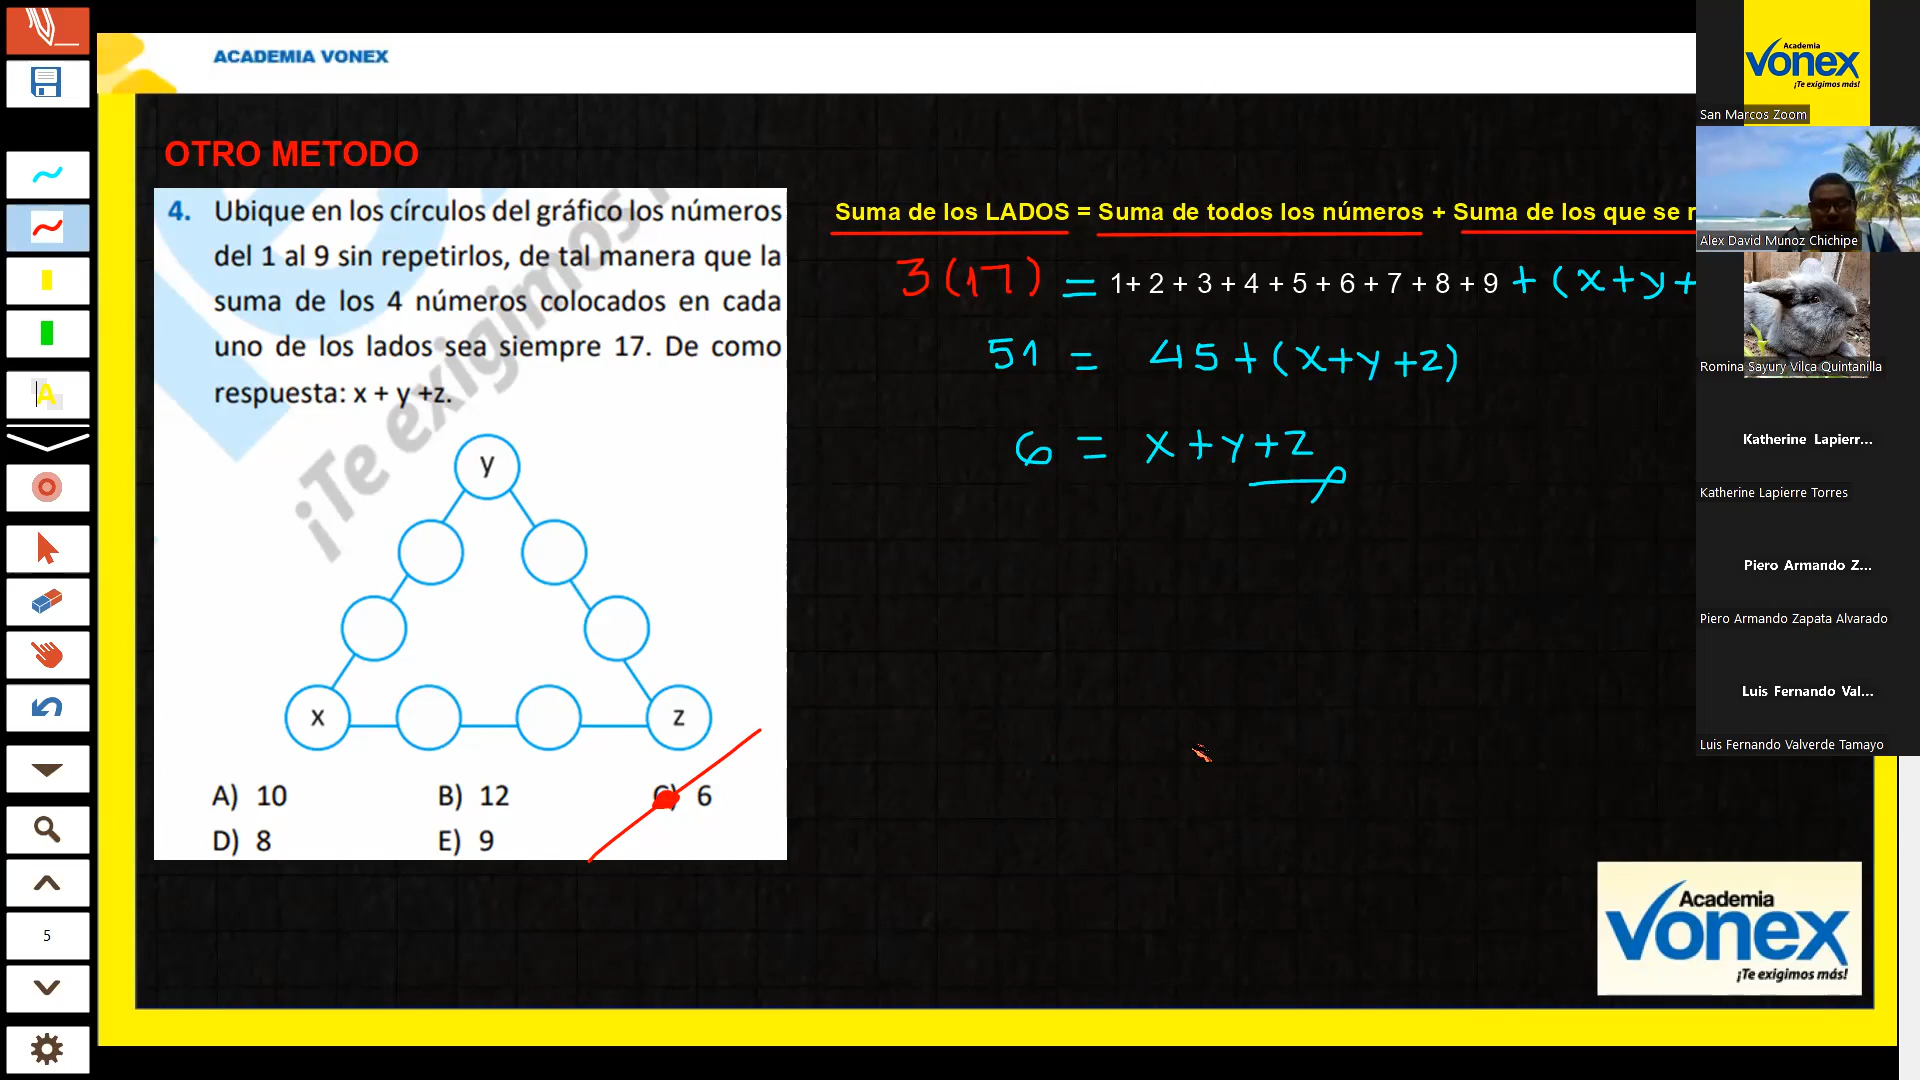 ACADEMIA VONEX
OTRO METODO
4. Ubique en los círculos del gráfico los números
del 1 al 9 sin repetirlos, de tal manera que la
suma de los 4 números colocados en cada
uno de los lados sea siempre 17. De como
respuesta: x + y +z.
¡Te exigimos
y
x
z
A) 10 B) 12 C) 6
D) 8 E) 9
Suma de los LADOS = Suma de todos los números + Suma de los que se r
3(17) = 1+ 2 + 3 + 4 + 5 + 6 + 7 + 8 + 9 + (x+y+
51 = 45+(x+y+z)
6 = x+y+z
Academia
vonex
¡Te exigimos más!
San Marcos Zoom
Alex David Munoz Chichipe
Romina Sayury Vilca Quintanilla
Katherine Lapierr...
Katherine Lapierre Torres
Piero Armando Z...
Piero Armando Zapata Alvarado
Luis Fernando Val...
Luis Fernando Valverde Tamayo
Academia
vonex
¡Te exigimos más!
A
5